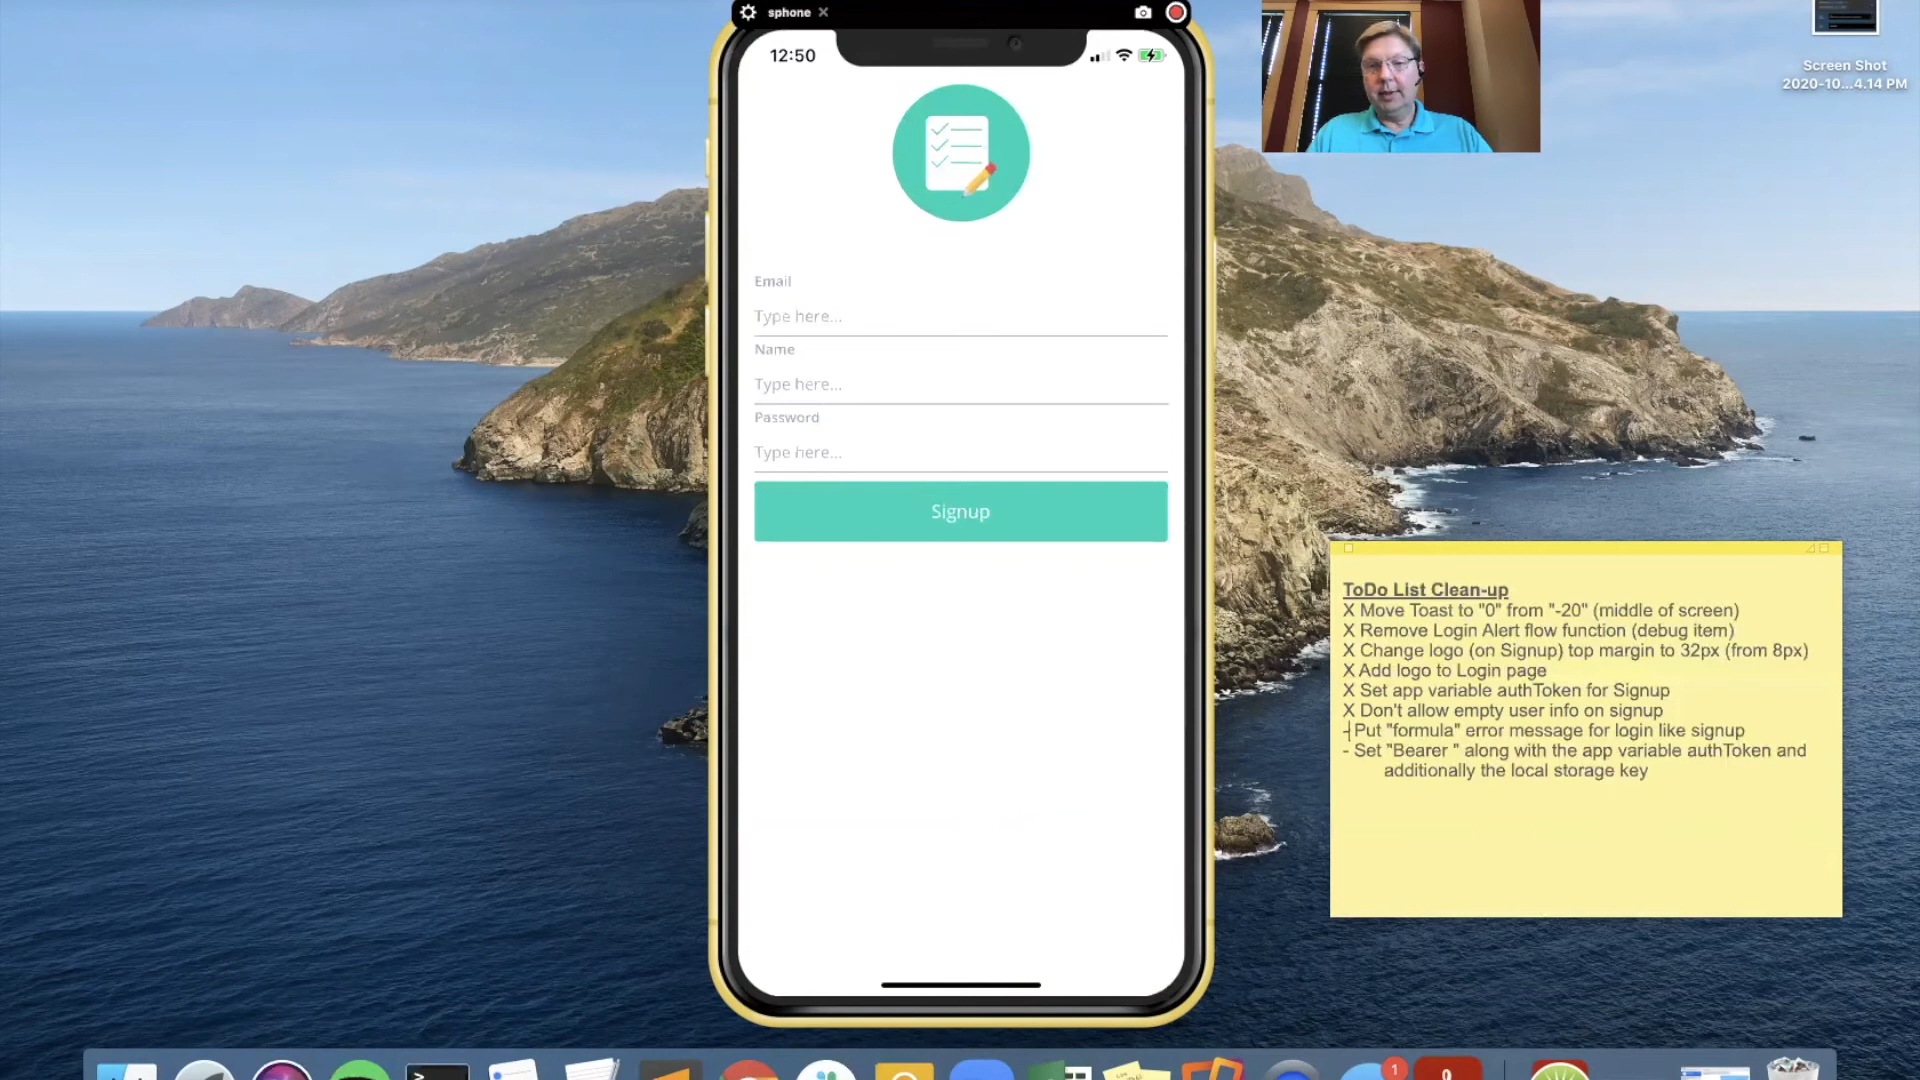 sphone
12:50
Screen Shot
2020-10...4.14 PM
Email
Type here...
Name
Type here...
Password
Type here...
Signup
ToDo List Clean-up
X Move Toast to "0" from "-20" (middle of screen)
X Remove Login Alert flow function (debug item)
X Change logo (on Signup) top margin to 32px (from 8px)
X Add logo to Login page
X Set app variable authToken for Signup
X Don't allow empty user info on signup
- Put "formula" error message for login like signup
- Set "Bearer " along with the app variable authToken and
additionally the local storage key
1